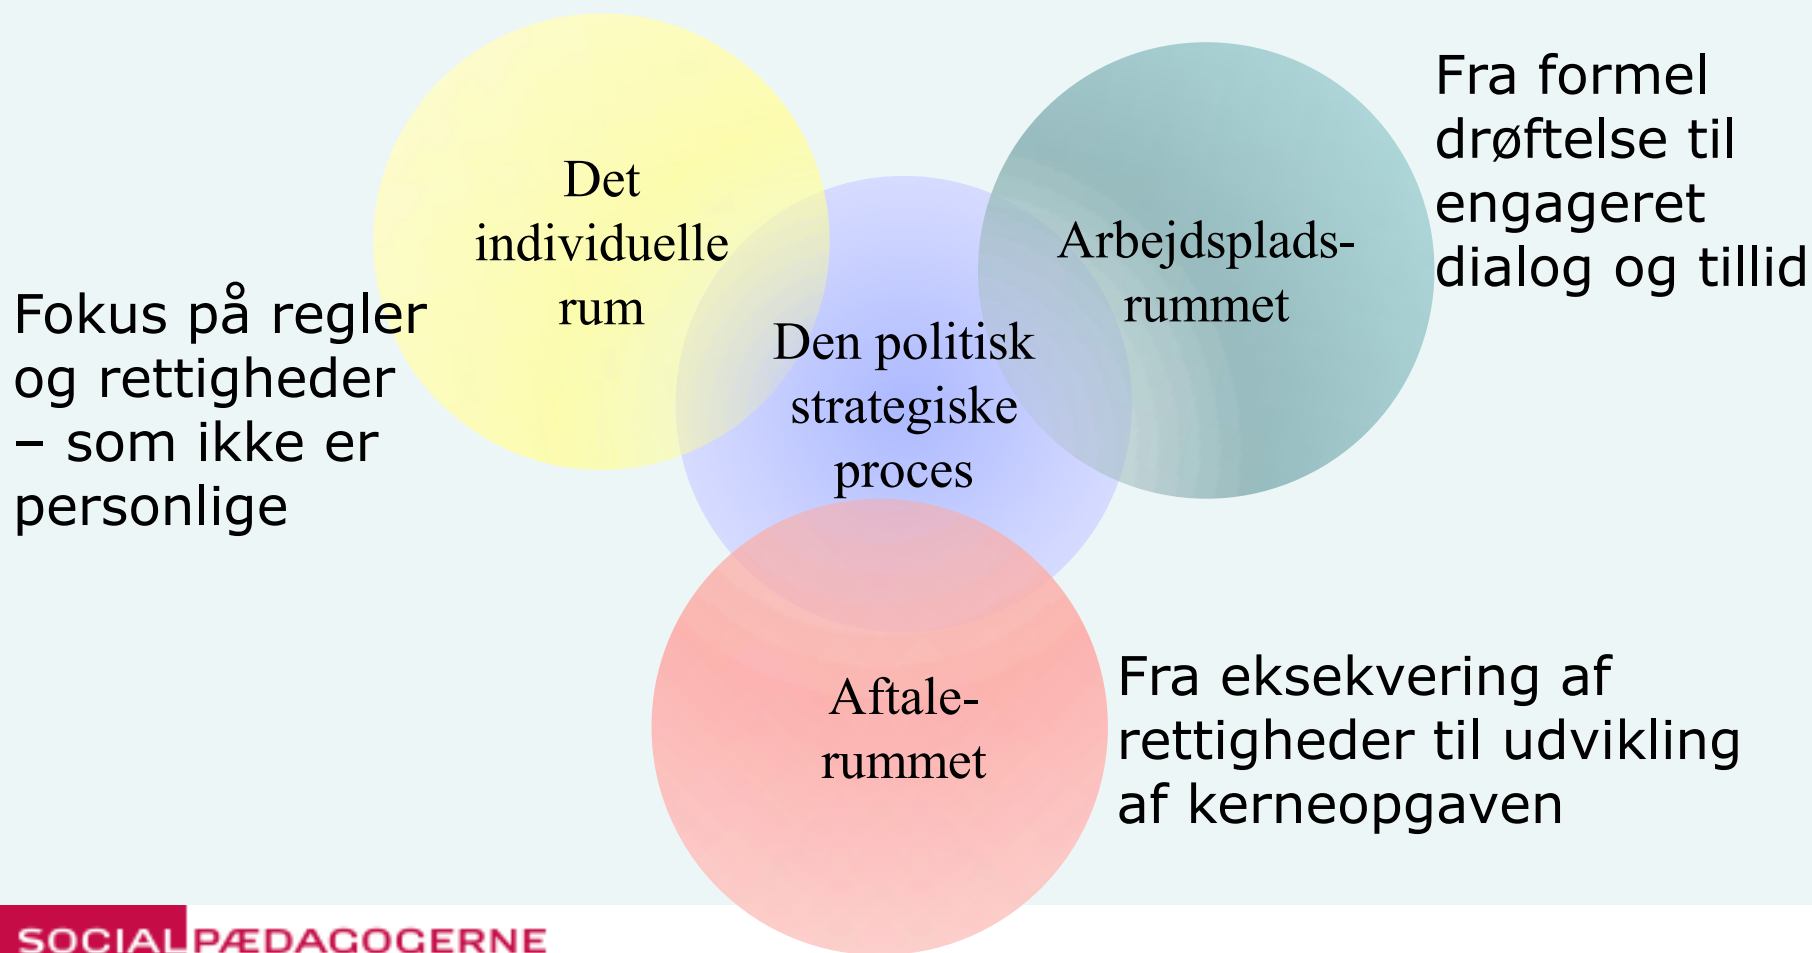 Det
individuelle
rum
Fokus på regler
og rettigheder
– som ikke er
personlige
Den politisk
strategiske
proces
Arbejdsplads-
rummet
Fra formel
drøftelse til
engageret
dialog og tillid
Aftale-
rummet
Fra eksekvering af
rettigheder til udvikling
af kerneopgaven
SOCIALPÆDAGOGERNE